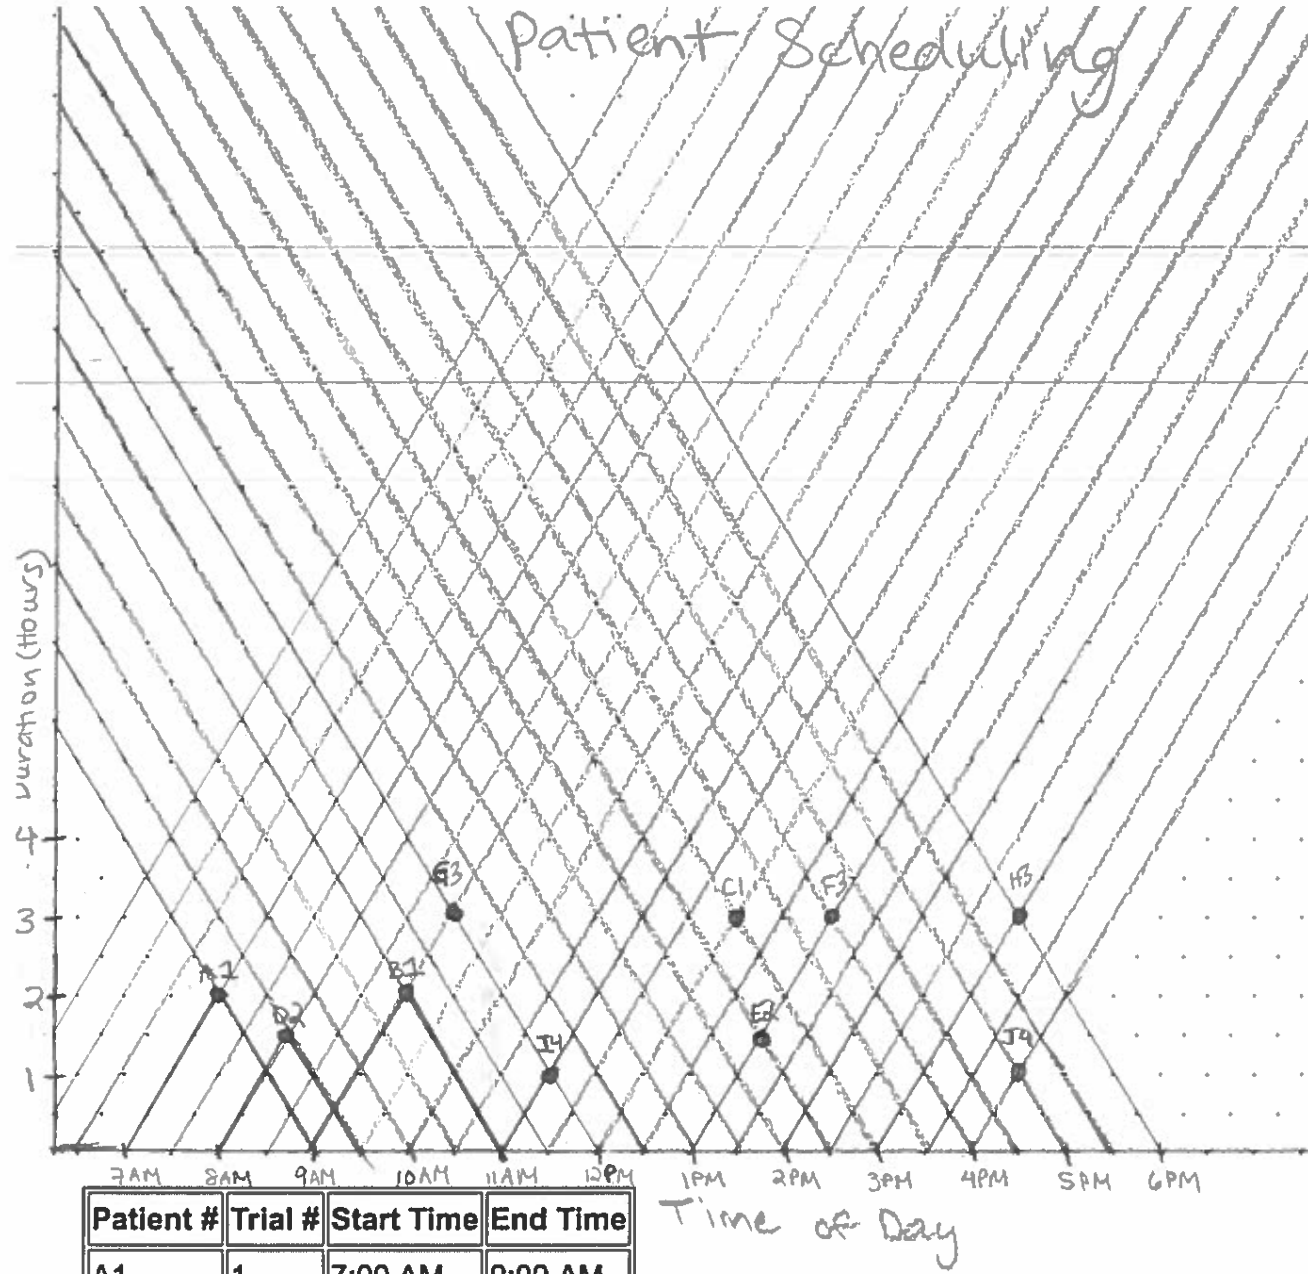 Patient Scheduling
Duration (Hours)
4
3
2
1
G3
C1
F3
H3
A1
B1
D2
I4
E2
J4
7AM 8AM 9AM 10AM 11AM 12PM 1PM 2PM 3PM 4PM 5PM 6PM
Time of Day
Patient # Trial # Start Time End Time
A1 1 7:00 AM 9:00 AM